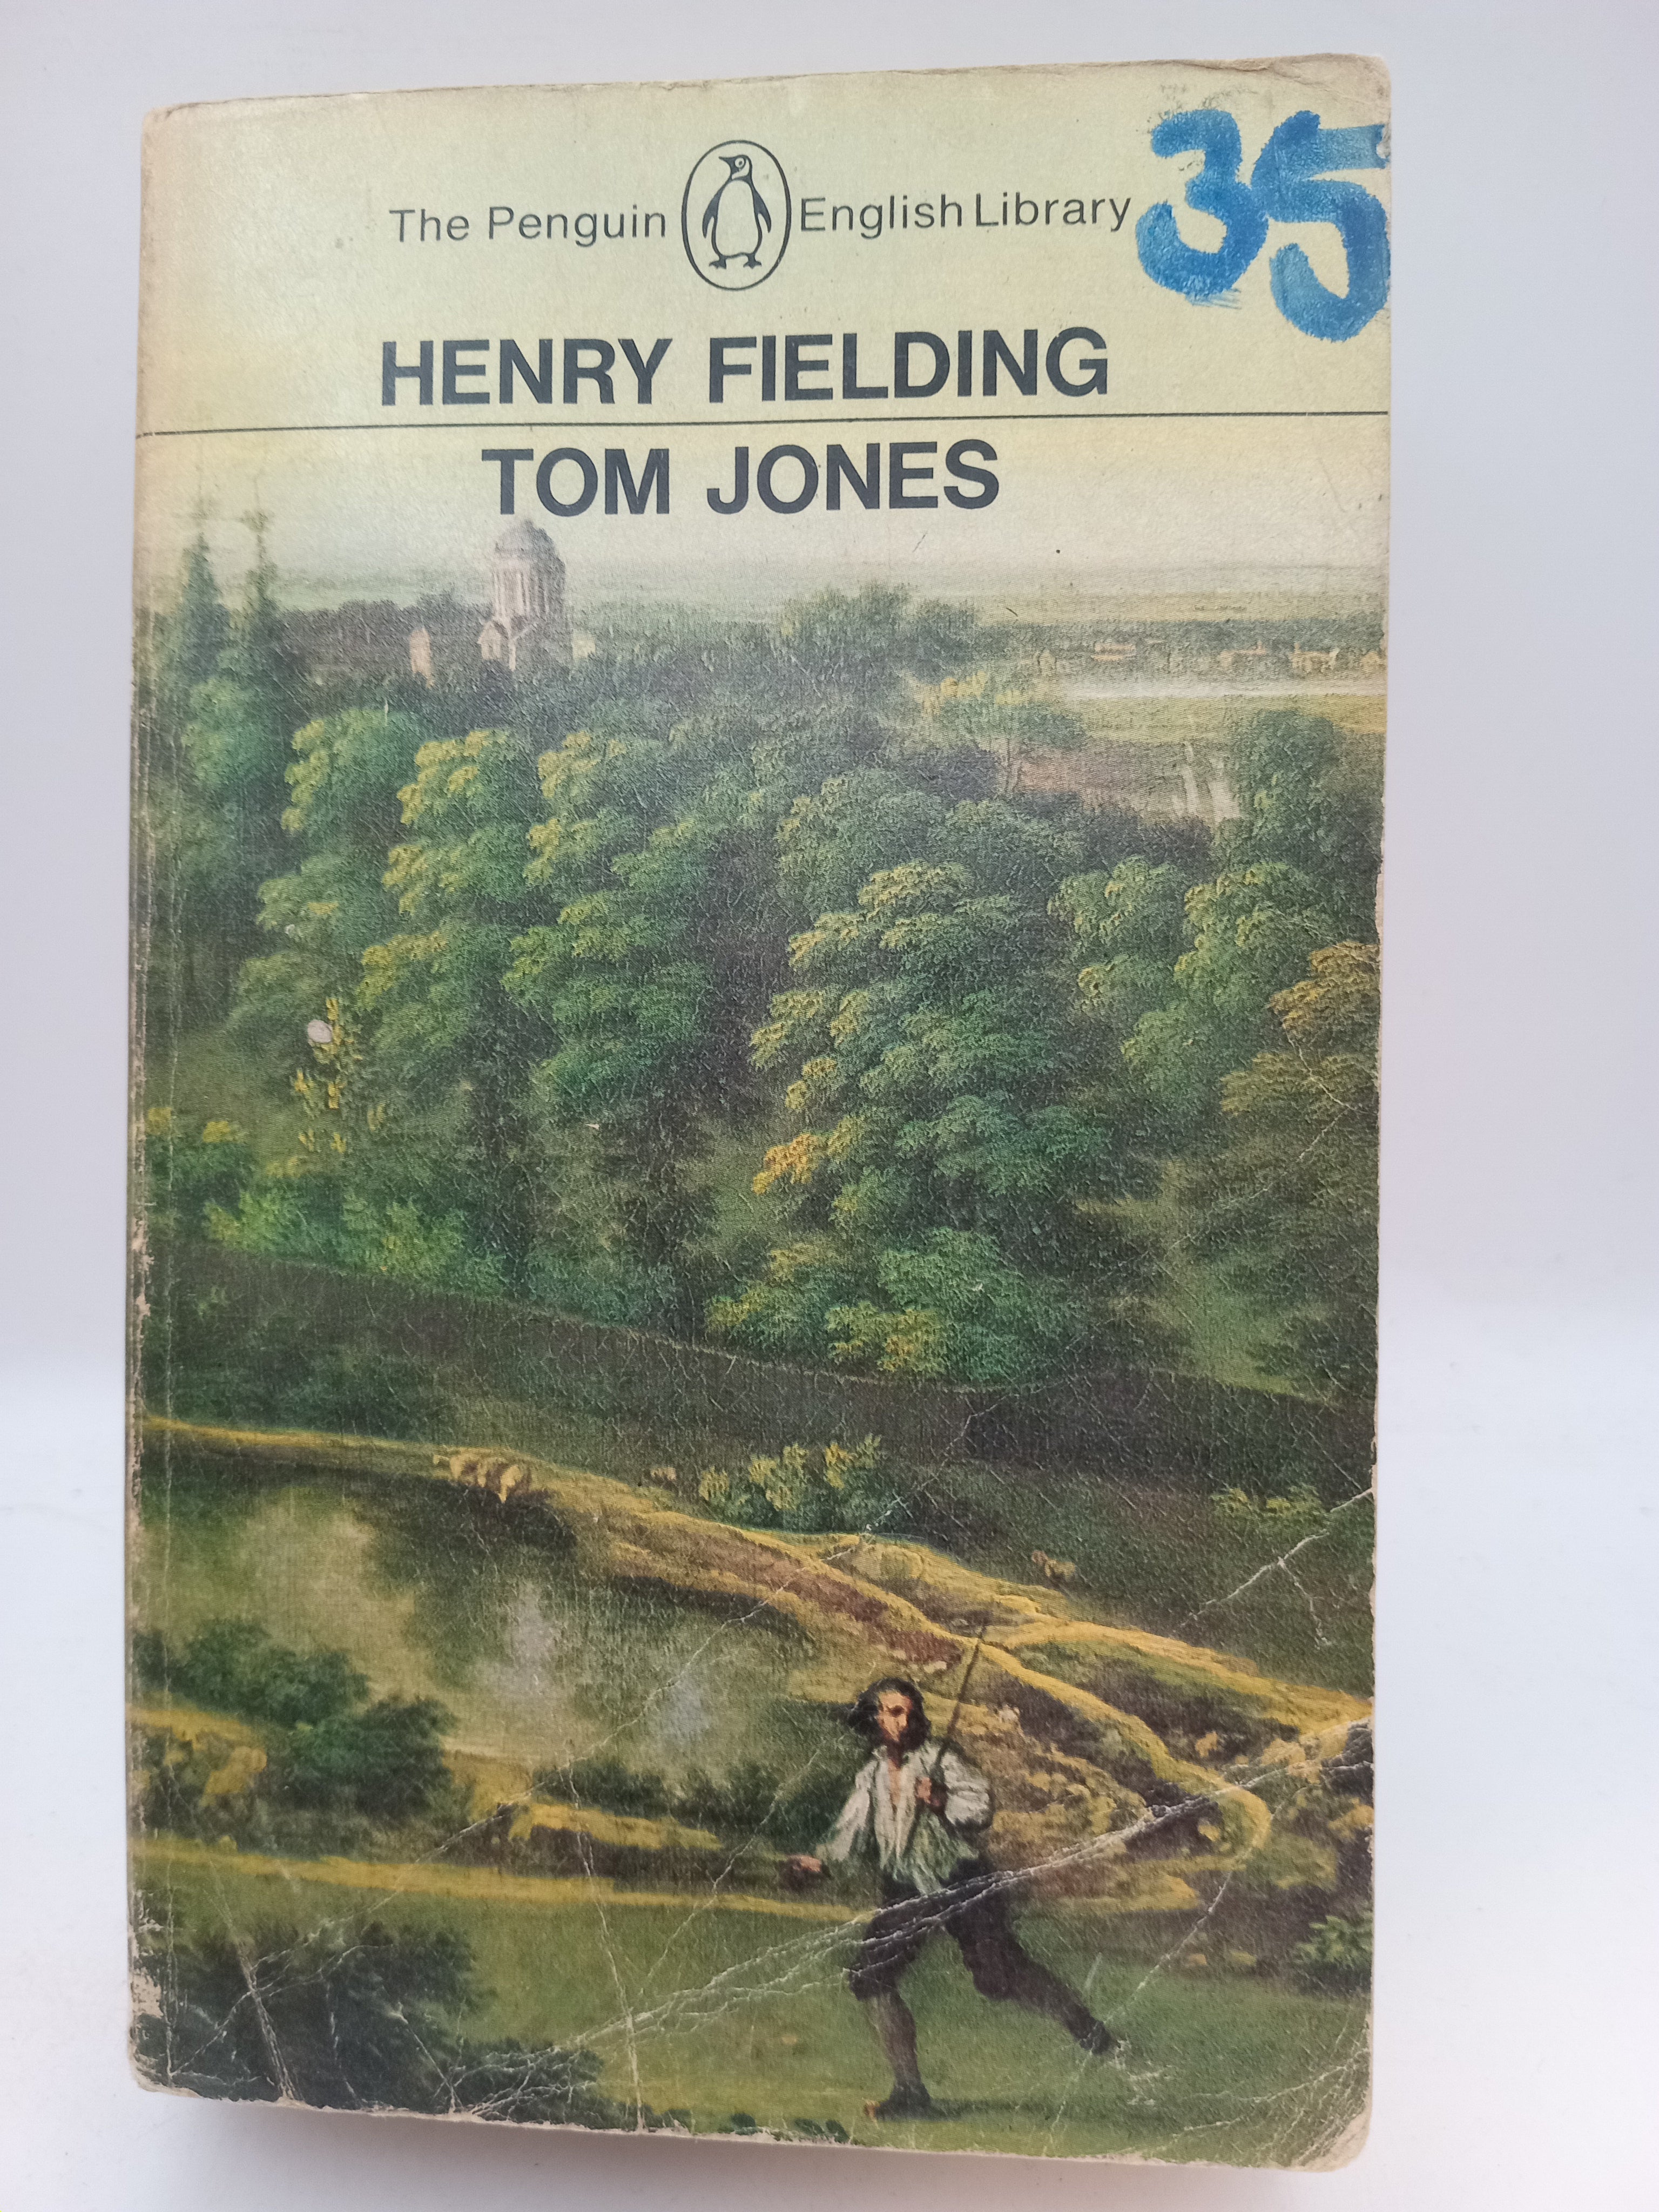 The Penguin English Library
35
HENRY FIELDING
TOM JONES